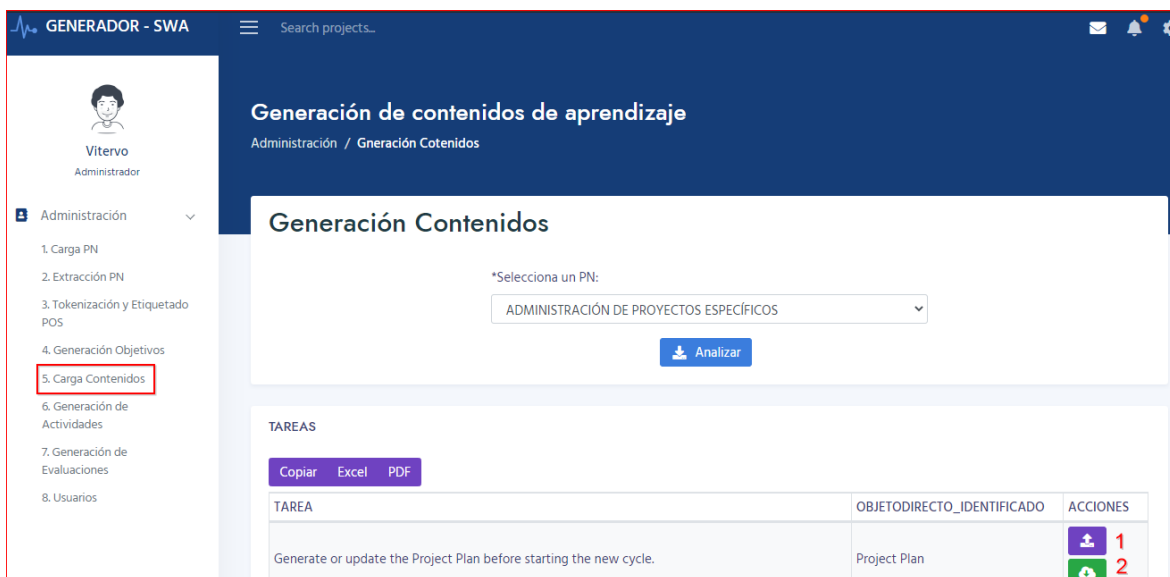 GENERADOR - SWA
Search projects...
Vitervo
Administrador
Administración
1. Carga PN
2. Extracción PN
3. Tokenización y Etiquetado
POS
4. Generación Objetivos
5. Carga Contenidos
6. Generación de
Actividades
7. Generación de
Evaluaciones
8. Usuarios
Generación de contenidos de aprendizaje
Administración / Gneración Cotenidos
Generación Contenidos
*Selecciona un PN:
ADMINISTRACIÓN DE PROYECTOS ESPECÍFICOS
Analizar
TAREAS
Copiar Excel PDF
TAREA OBJETODIRECTO_IDENTIFICADO ACCIONES
Generate or update the Project Plan before starting the new cycle. Project Plan
1
2